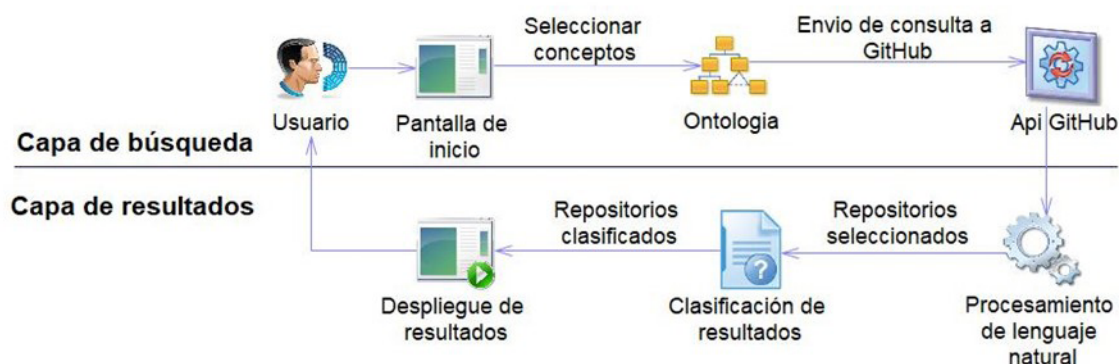 Seleccionar
conceptos
Envio de consulta a
GitHub
Usuario
Pantalla de
inicio
Ontologia
Api GitHub
Capa de búsqueda
Capa de resultados
Repositorios
clasificados
Repositorios
seleccionados
Despliegue de
resultados
Clasificación de
resultados
Procesamiento
de lenguaje
natural